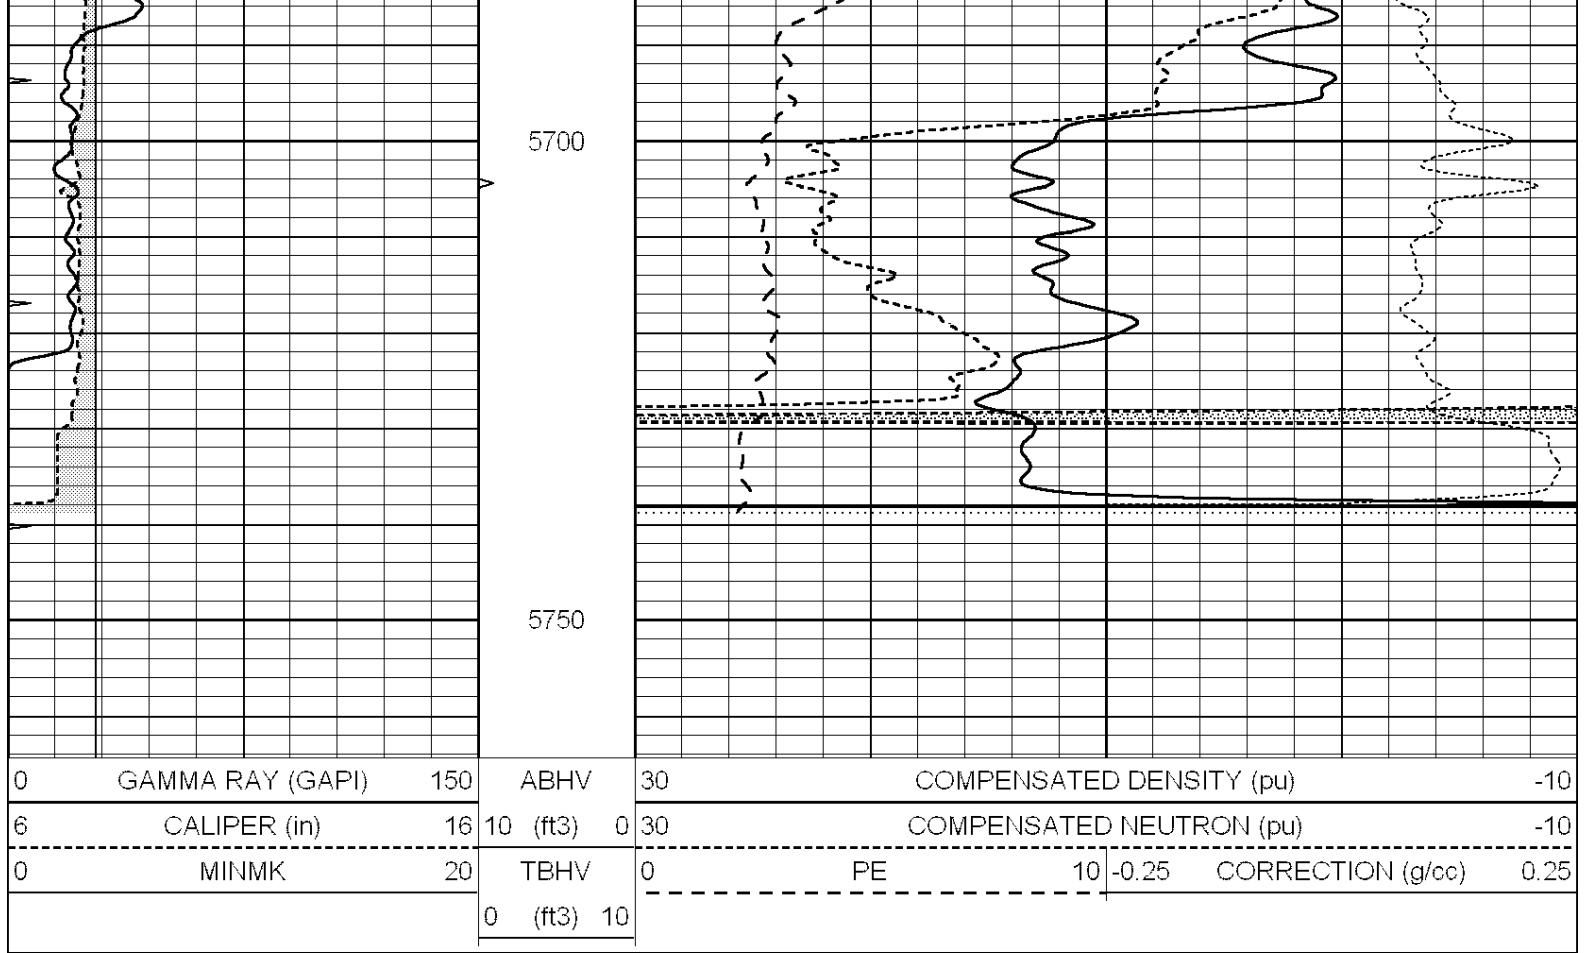 5700
5750
0 GAMMA RAY (GAPI) 150 ABHV 30 COMPENSATED DENSITY (pu) -10
6 CALIPER (in) 16 10 (ft3) 0 30 COMPENSATED NEUTRON (pu) -10
0 MINMK 20 TBHV 0 PE 10 -0.25 CORRECTION (g/cc) 0.25
0 (ft3) 10